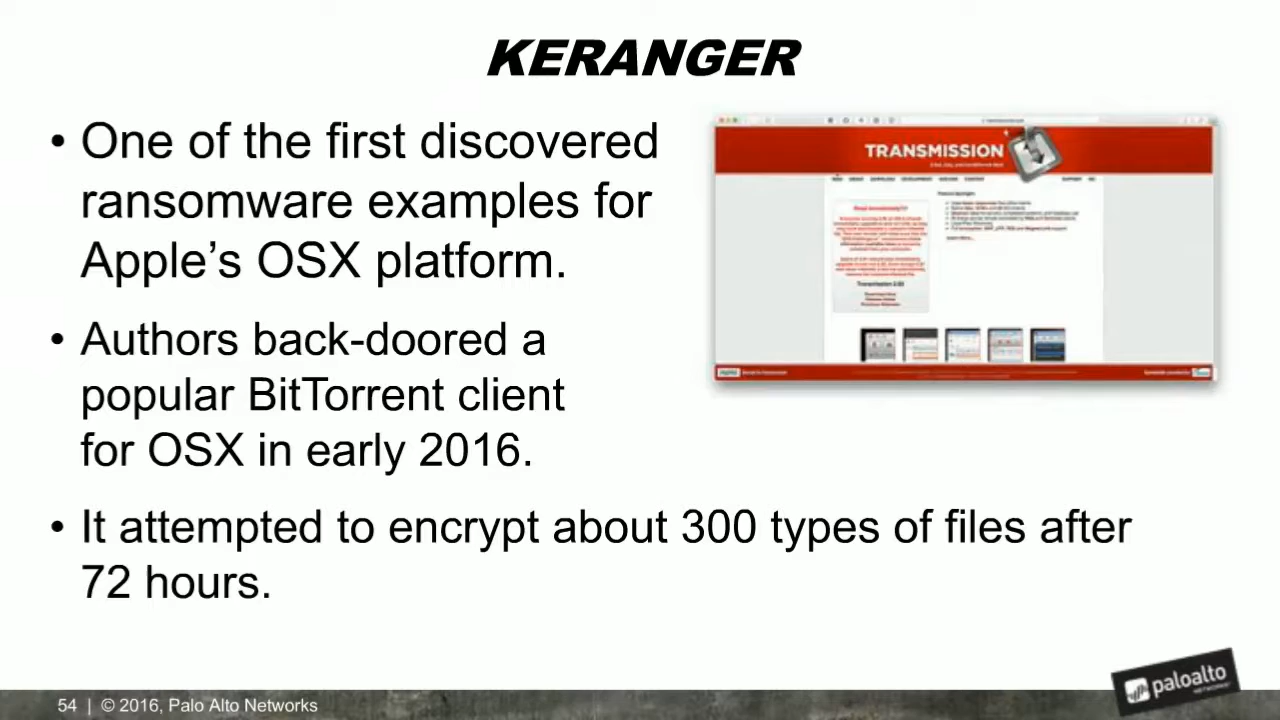 KERANGER
• One of the first discovered
ransomware examples for
Apple’s OSX platform.
• Authors back-doored a
popular BitTorrent client
for OSX in early 2016.
• It attempted to encrypt about 300 types of files after
72 hours.
TRANSMISSION
54 | © 2016, Palo Alto Networks
paloalto
NETWORKS